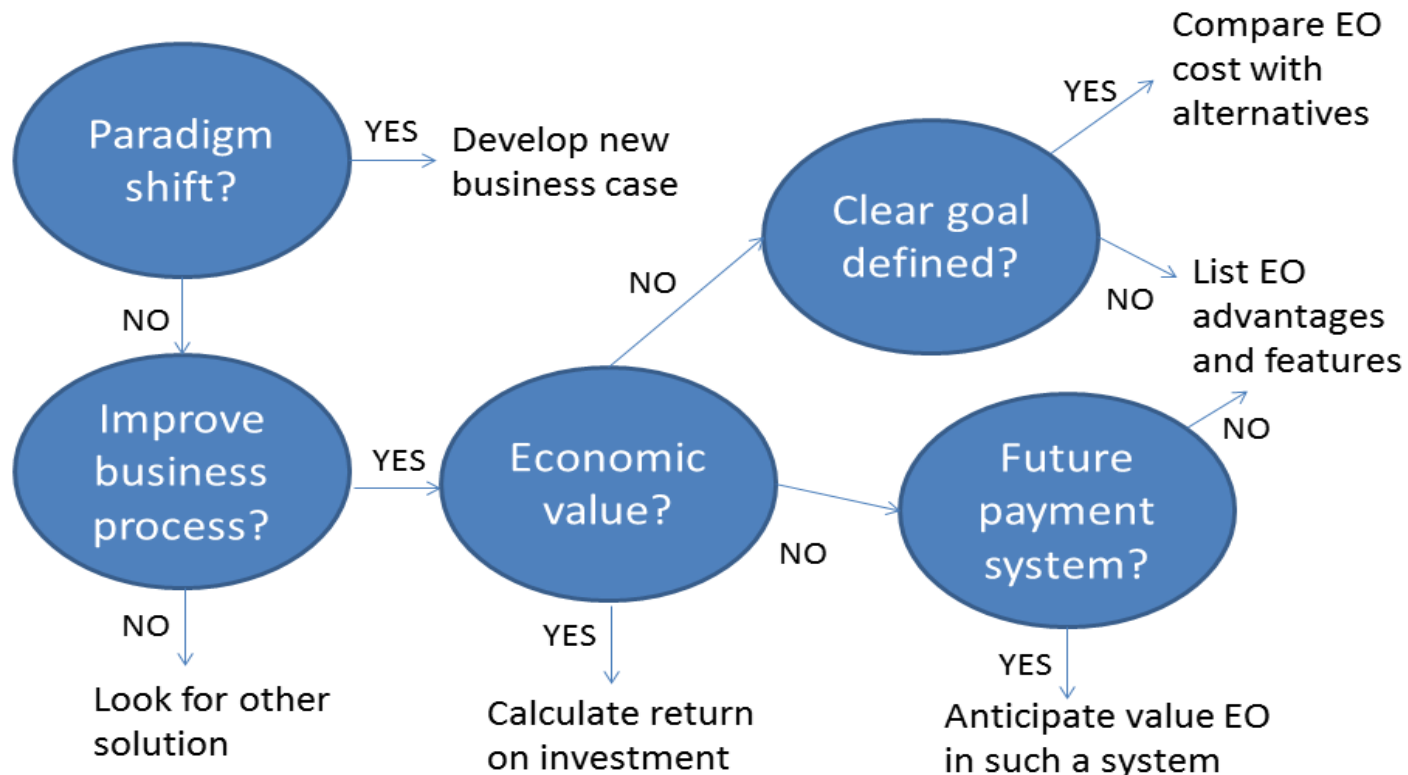 Paradigm
shift?
YES
Develop new
business case
NO
Improve
business
process?
NO
Look for other
solution
YES
Economic
value?
YES
Calculate return
on investment
NO
Clear goal
defined?
YES
Compare EO
cost with
alternatives
NO
List EO
advantages
and features
NO
Future
payment
system?
NO
YES
Anticipate value EO
in such a system